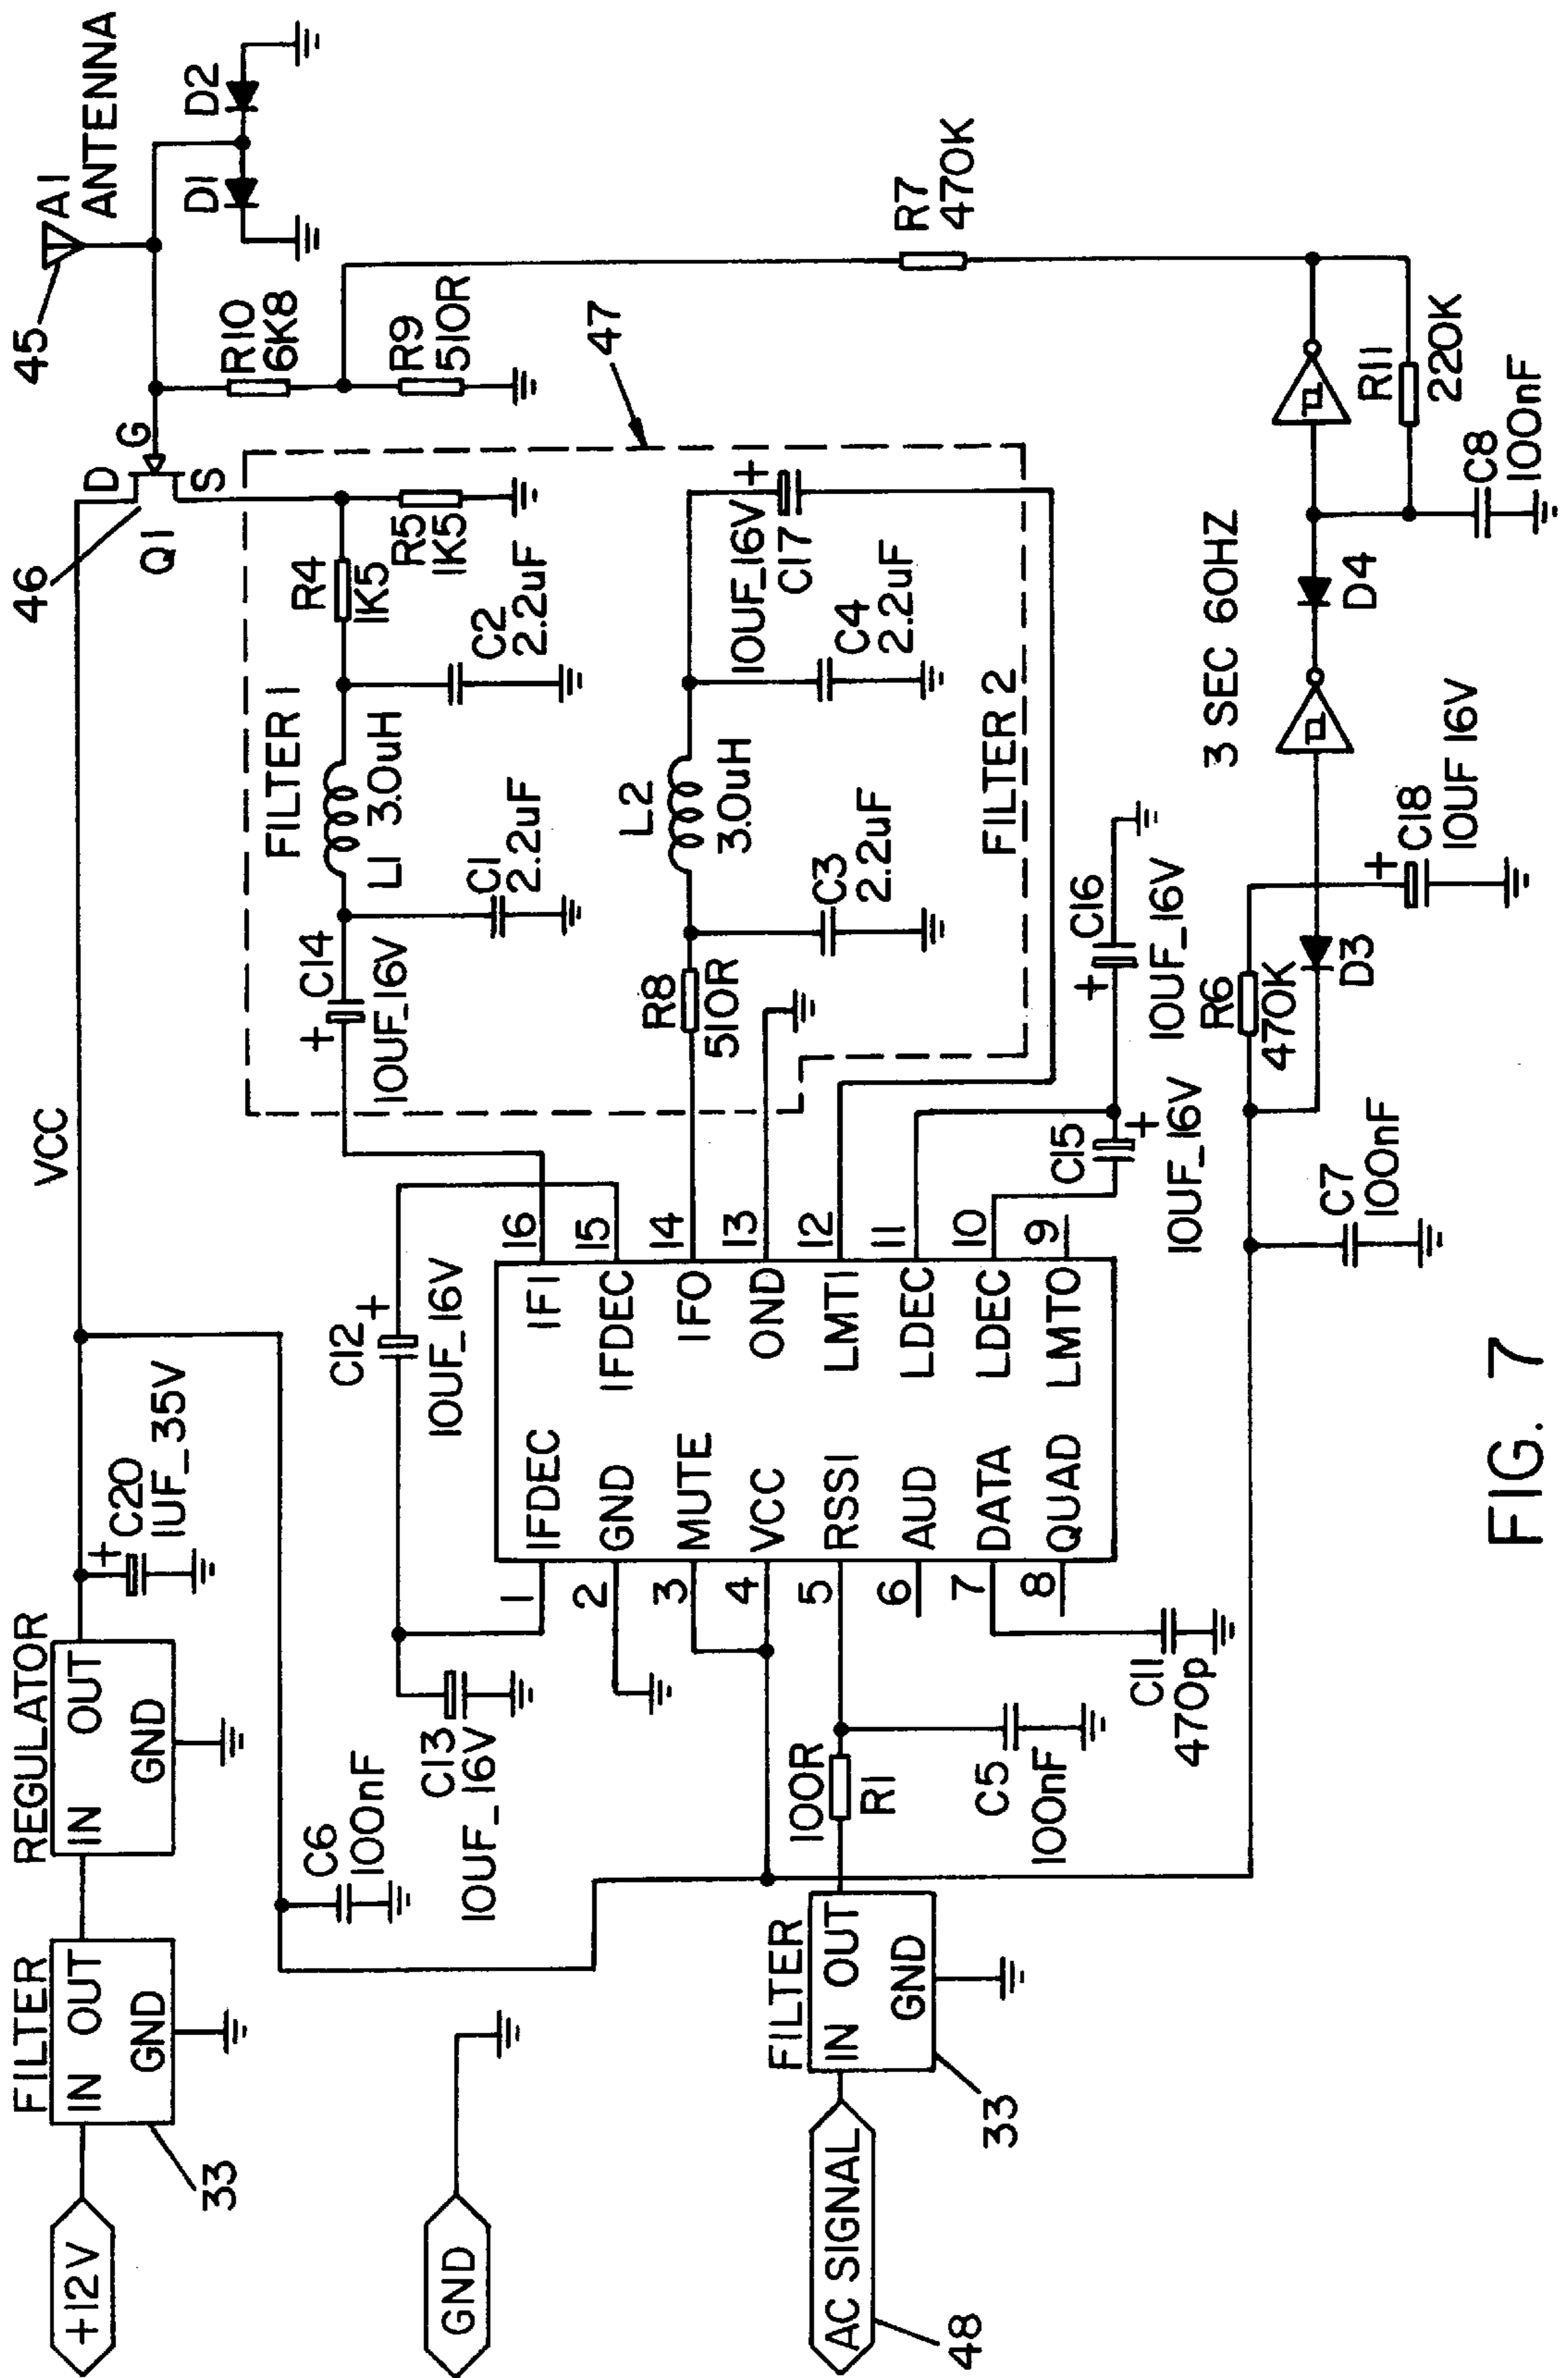 +12V
33
FILTER
IN OUT
GND
REGULATOR
IN OUT
GND
+
C20
1UF_35V
VCC
46
D
G
S
Q1
45
A1
ANTENNA
D1
D2
R10
6K8
R9
510R
47
R7
470K
C6
100nF
FILTER 1
R4
1K5
R5
1K5
C2
2.2uF
L1 3.0uH
C1
2.2uF
+
C14
10UF_16V
L2
3.0uH
R8
510R
C3
2.2uF
C4
2.2uF
10UF_16V
+
C17
FILTER 2
GND
C13
10UF_16V
C12
+
10UF_16V
1 IFDEC
2 GND
3 MUTE
4 VCC
5 RSSI
6 AUD
7 DATA
8 QUAD
IFI 16
IFDEC 15
IFO 14
OND 13
LMTI 12
LDEC 11
LDEC 10
LMTO 9
AC SIGNAL
48
FILTER
IN OUT
GND
33
100R
R1
C5
100nF
C11
470p
C15
+
10UF_16V
C16
+
10UF_16V
C7
100nF
R6
470K
D3
+
C18
10UF 16V
3 SEC 60HZ
D4
R11
220K
C8
100nF
FIG. 7